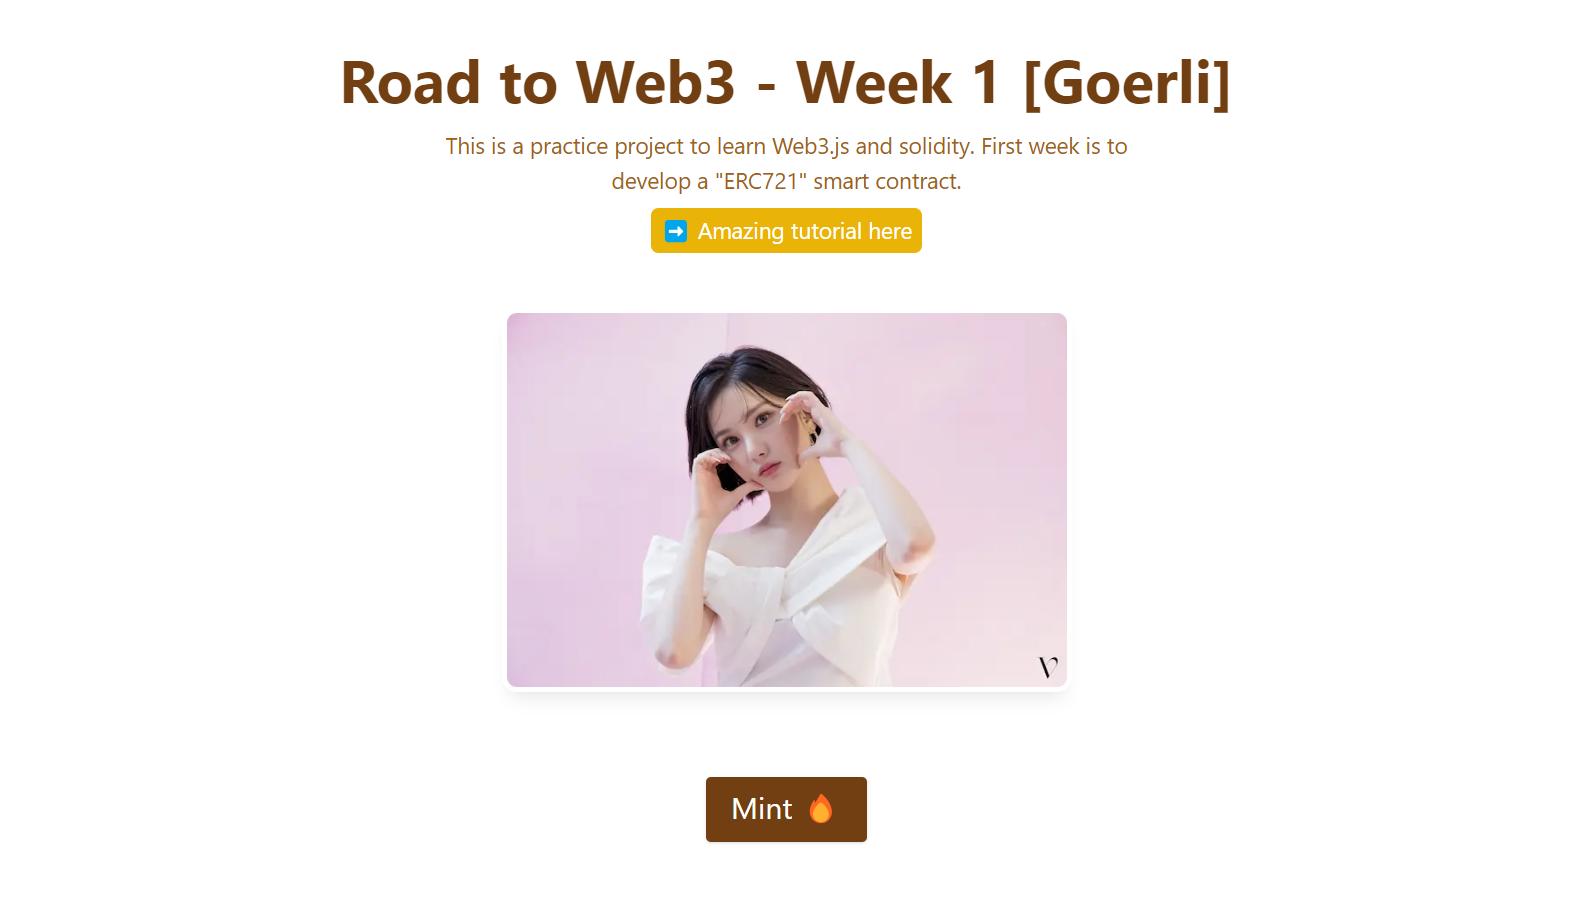 Road to Web3 - Week 1 [Goerli]
This is a practice project to learn Web3.js and solidity. First week is to
develop a "ERC721" smart contract.
➡️ Amazing tutorial here
V
Mint 🔥